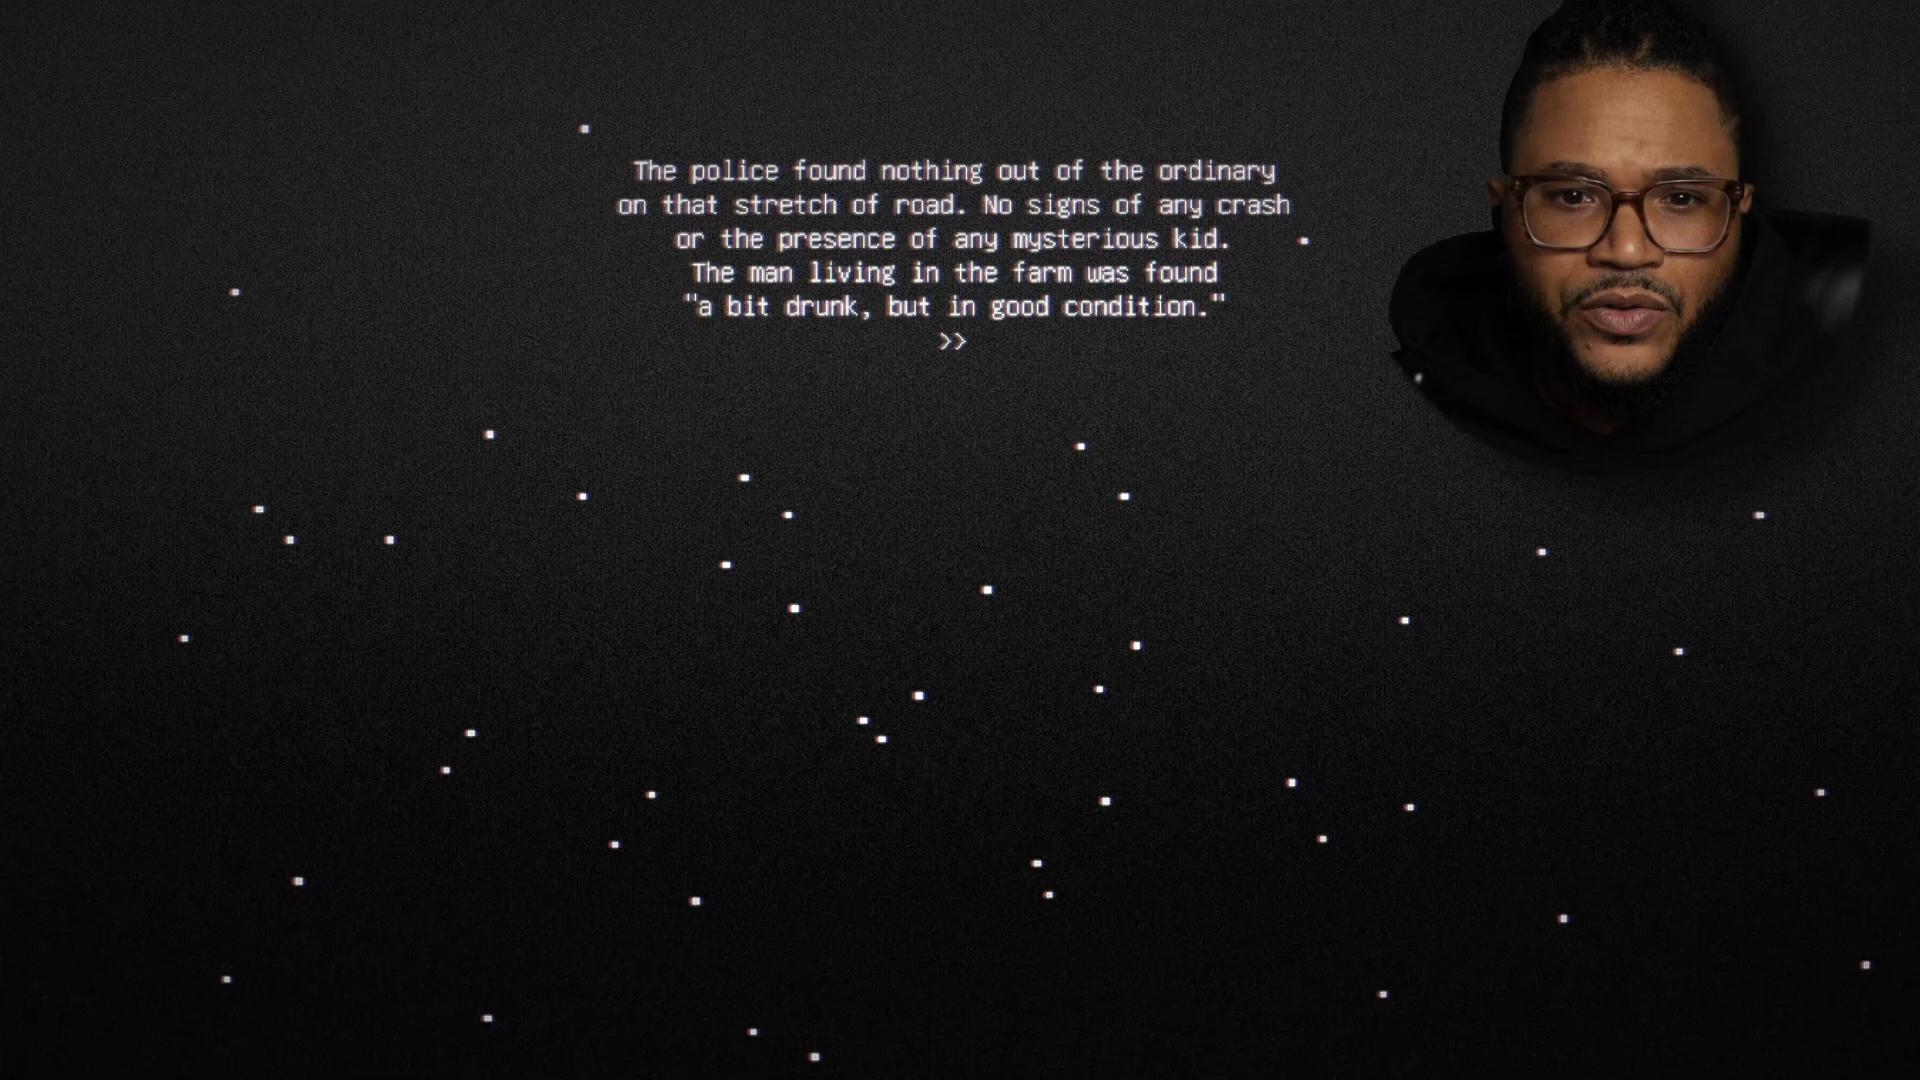 The police found nothing out of the ordinary
on that stretch of road. No signs of any crash
or the presence of any mysterious kid.
The man living in the farm was found
"a bit drunk, but in good condition."
>>